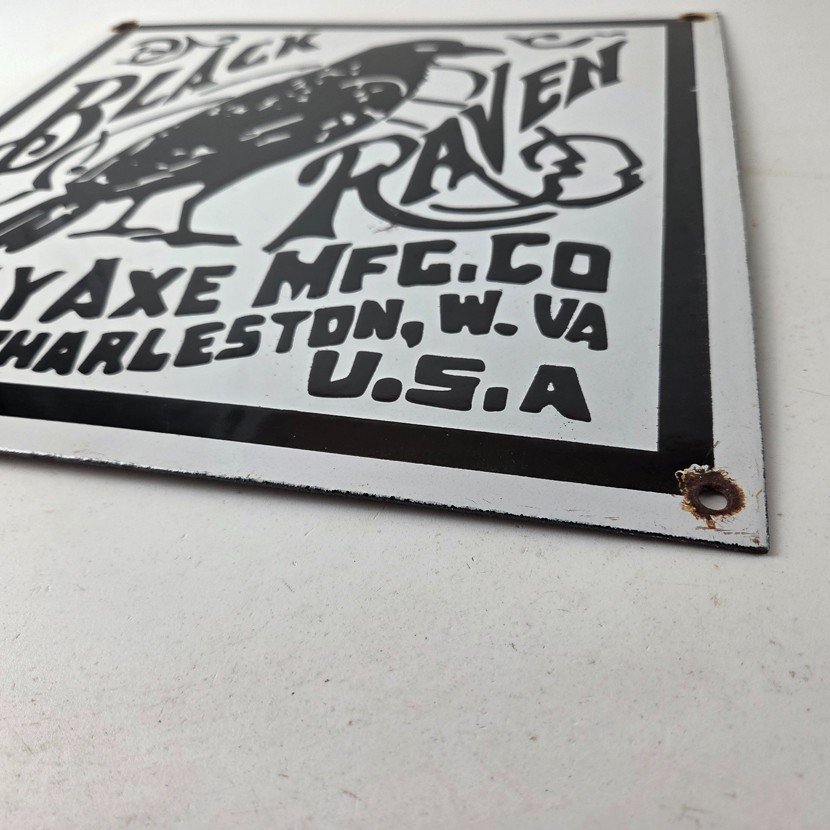 BLACK
RAVEN
Y AXE MFG. CO
CHARLESTON, W. VA
U.S.A